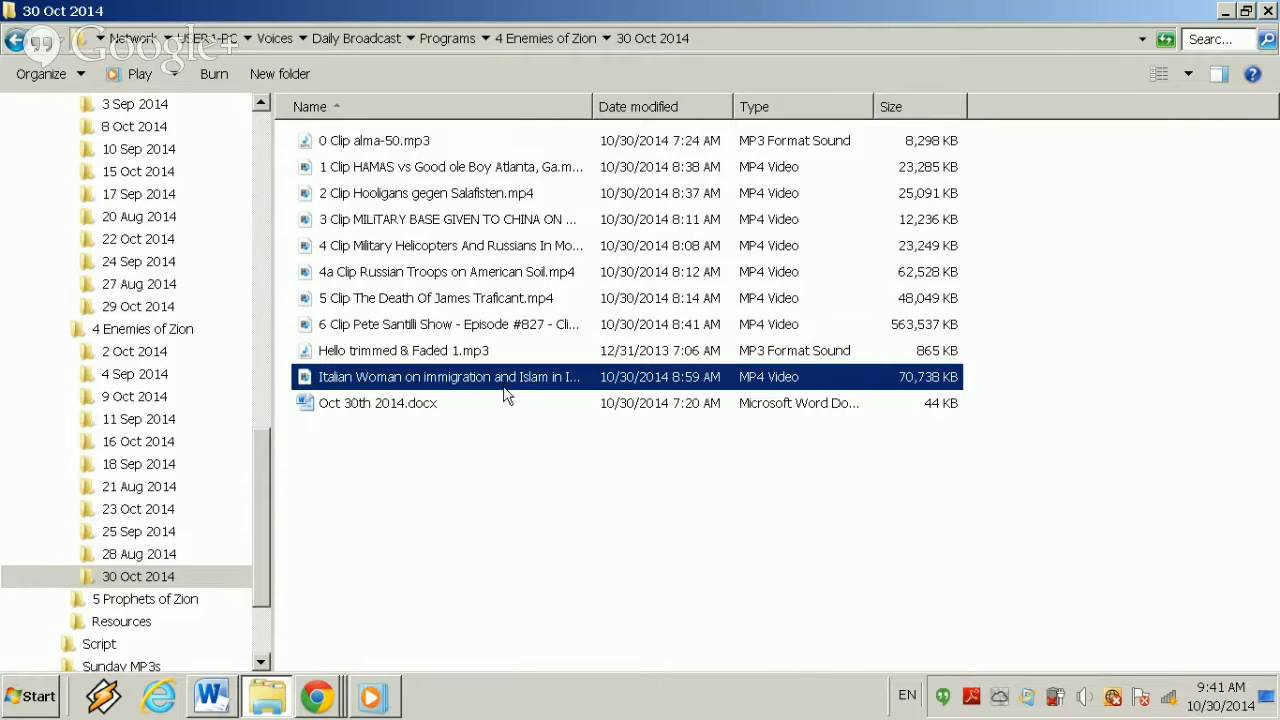 30 Oct 2014
Google+
Network USER1-PC Voices Daily Broadcast Programs 4 Enemies of Zion 30 Oct 2014 Searc...
Organize Play Burn New folder
3 Sep 2014
8 Oct 2014
10 Sep 2014
15 Oct 2014
17 Sep 2014
20 Aug 2014
22 Oct 2014
24 Sep 2014
27 Aug 2014
29 Oct 2014
4 Enemies of Zion
2 Oct 2014
4 Sep 2014
9 Oct 2014
11 Sep 2014
16 Oct 2014
18 Sep 2014
21 Aug 2014
23 Oct 2014
25 Sep 2014
28 Aug 2014
30 Oct 2014
5 Prophets of Zion
Resources
Script
Sunday MP3s
Name Date modified Type Size
0 Clip alma-50.mp3 10/30/2014 7:24 AM MP3 Format Sound 8,298 KB
1 Clip HAMAS vs Good ole Boy Atlanta, Ga.m... 10/30/2014 8:38 AM MP4 Video 23,285 KB
2 Clip Hooligans gegen Salafisten.mp4 10/30/2014 8:37 AM MP4 Video 25,091 KB
3 Clip MILITARY BASE GIVEN TO CHINA ON ... 10/30/2014 8:11 AM MP4 Video 12,236 KB
4 Clip Military Helicopters And Russians In Mo... 10/30/2014 8:08 AM MP4 Video 23,249 KB
4a Clip Russian Troops on American Soil.mp4 10/30/2014 8:12 AM MP4 Video 62,528 KB
5 Clip The Death Of James Traficant.mp4 10/30/2014 8:14 AM MP4 Video 48,049 KB
6 Clip Pete Santilli Show - Episode #827 - Cli... 10/30/2014 8:41 AM MP4 Video 563,537 KB
Hello trimmed & Faded 1.mp3 12/31/2013 7:06 AM MP3 Format Sound 865 KB
Italian Woman on immigration and Islam in I... 10/30/2014 8:59 AM MP4 Video 70,738 KB
Oct 30th 2014.docx 10/30/2014 7:20 AM Microsoft Word Do... 44 KB
Start EN 9:41 AM
10/30/2014